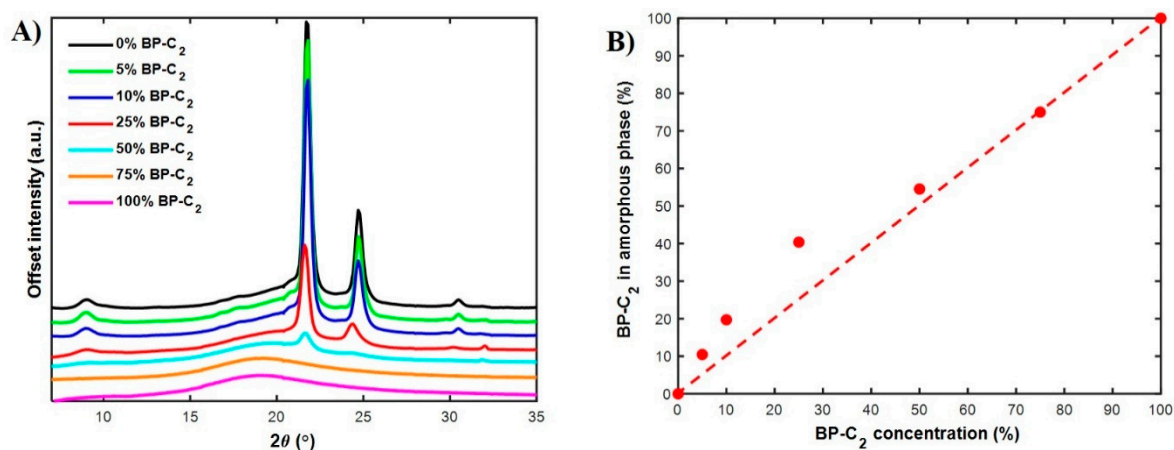 A)
0% BP-C₂
5% BP-C₂
10% BP-C₂
25% BP-C₂
50% BP-C₂
75% BP-C₂
100% BP-C₂
Offset intensity (a.u.)
10 15 20 25 30 35
2θ (°)
B)
100
90
80
70
60
50
40
30
20
10
0
BP-C₂ in amorphous phase (%)
0 10 20 30 40 50 60 70 80 90 100
BP-C₂ concentration (%)